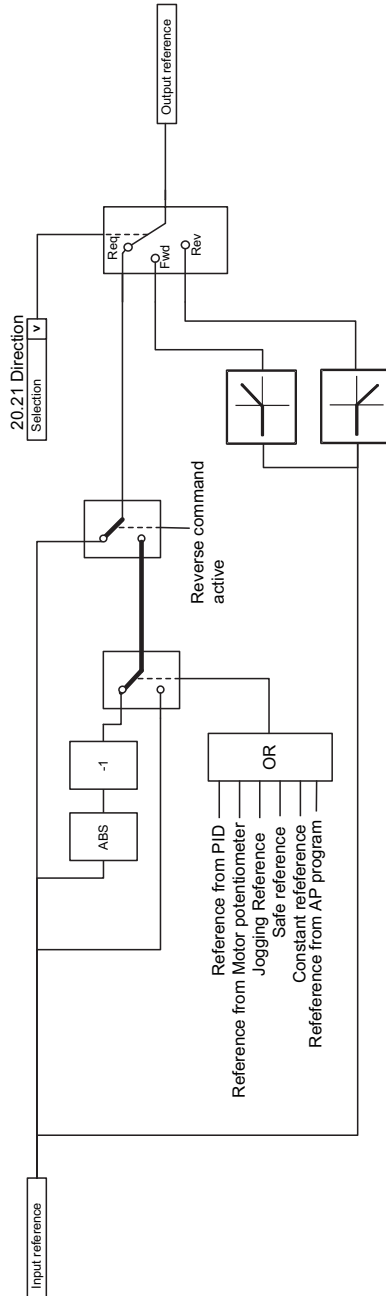 Input reference
ABS
-1
Reference from PID
Reference from Motor potentiometer
Jogging Reference
Safe reference
Constant reference
Refeference from AP program
OR
Reverse command
active
20.21 Direction
Selection
v
Req
Fwd
Rev
Output reference